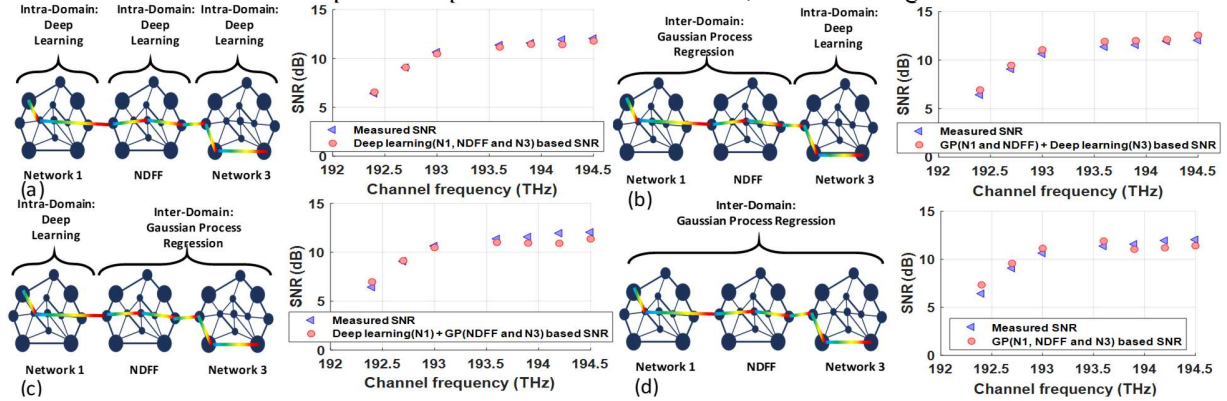 Intra-Domain:
Deep
Learning
Intra-Domain:
Deep
Learning
Intra-Domain:
Deep
Learning
Network 1
NDFF
Network 3
(a)
SNR (dB)
15
10
5
0
Measured SNR
Deep learning(N1, NDFF and N3) based SNR
192 192.5 193 193.5 194 194.5
Channel frequency (THz)
Inter-Domain:
Gaussian Process
Regression
Intra-Domain:
Deep
Learning
Network 1
NDFF
Network 3
(b)
SNR (dB)
15
10
5
0
Measured SNR
GP(N1 and NDFF) + Deep learning(N3) based SNR
192 192.5 193 193.5 194 194.5
Channel frequency (THz)
Intra-Domain:
Deep
Learning
Inter-Domain:
Gaussian Process
Regression
Network 1
NDFF
Network 3
(c)
SNR (dB)
15
10
5
0
Measured SNR
Deep learning(N1) + GP(NDFF and N3) based SNR
192 192.5 193 193.5 194 194.5
Channel frequency (THz)
Inter-Domain:
Gaussian Process Regression
Network 1
NDFF
Network 3
(d)
SNR (dB)
15
10
5
0
Measured SNR
GP(N1, NDFF and N3) based SNR
192 192.5 193 193.5 194 194.5
Channel frequency (THz)